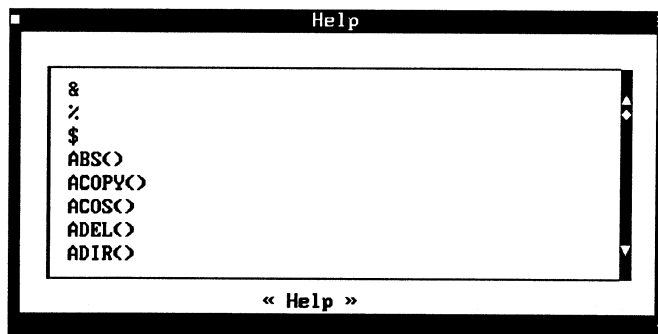 Help
&
%
$
ABS()
ACOPY()
ACOS()
ADEL()
ADIR()
« Help »